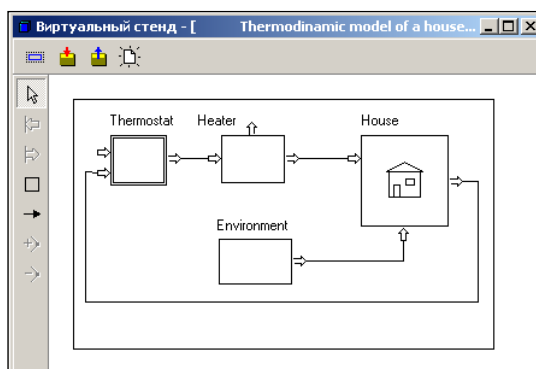 Виртуальный стенд - [ Thermodinamic model of a house...
Thermostat Heater House
Environment